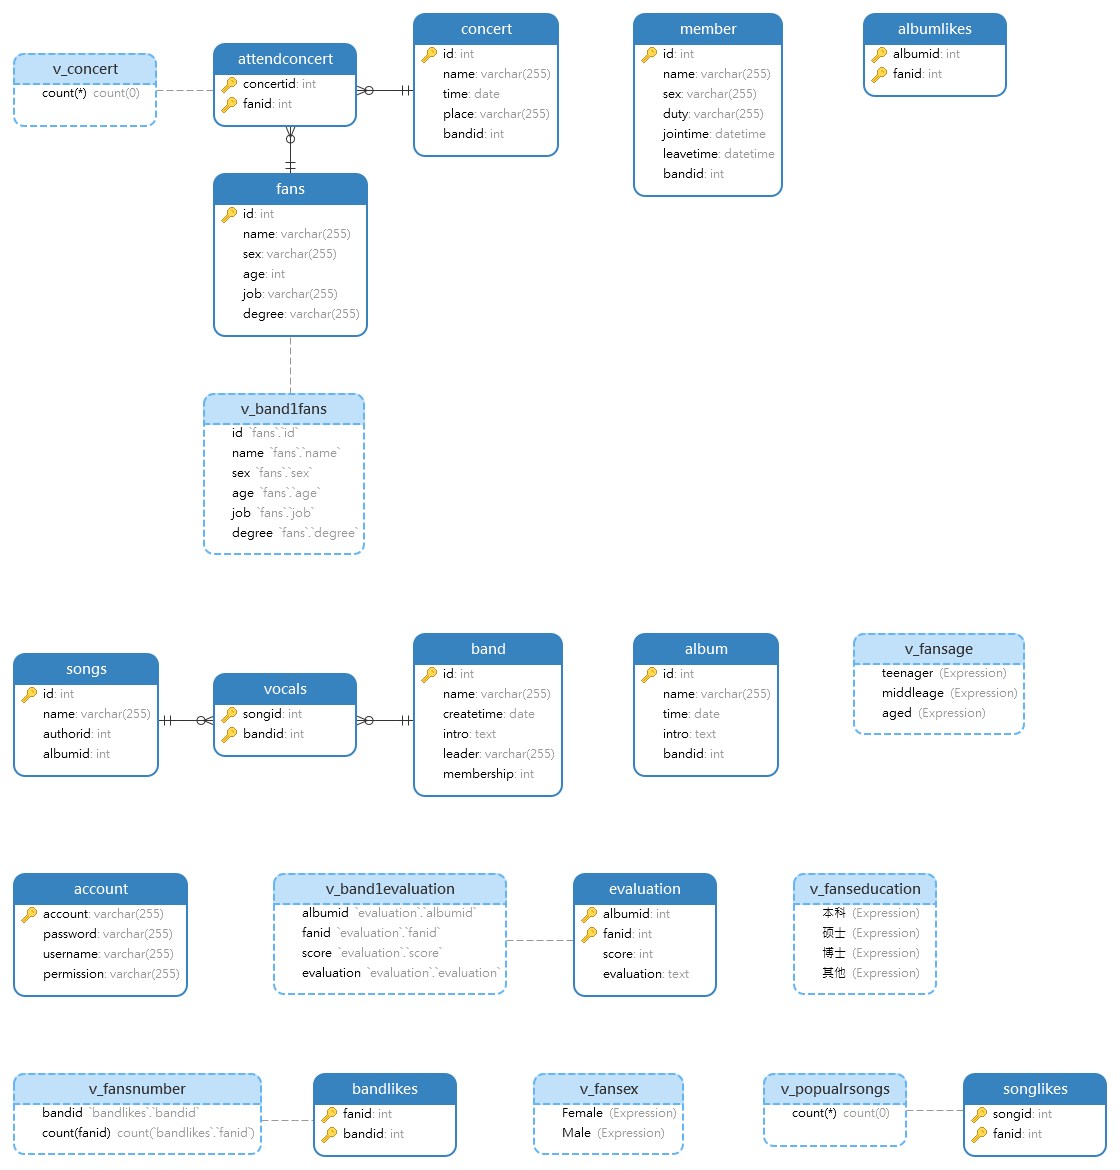 v_concert
count(*) count(0)
attendconcert
concertid: int
fanid: int
concert
id: int
name: varchar(255)
time: date
place: varchar(255)
bandid: int
member
id: int
name: varchar(255)
sex: varchar(255)
duty: varchar(255)
jointime: datetime
leavetime: datetime
bandid: int
albumlikes
albumid: int
fanid: int
fans
id: int
name: varchar(255)
sex: varchar(255)
age: int
job: varchar(255)
degree: varchar(255)
v_band1fans
id `fans`.`id`
name `fans`.`name`
sex `fans`.`sex`
age `fans`.`age`
job `fans`.`job`
degree `fans`.`degree`
songs
id: int
name: varchar(255)
authorid: int
albumid: int
vocals
songid: int
bandid: int
band
id: int
name: varchar(255)
createtime: date
intro: text
leader: varchar(255)
membership: int
album
id: int
name: varchar(255)
time: date
intro: text
bandid: int
v_fansage
teenager (Expression)
middleage (Expression)
aged (Expression)
account
account: varchar(255)
password: varchar(255)
username: varchar(255)
permission: varchar(255)
v_band1evaluation
albumid `evaluation`.`albumid`
fanid `evaluation`.`fanid`
score `evaluation`.`score`
evaluation `evaluation`.`evaluation`
evaluation
albumid: int
fanid: int
score: int
evaluation: text
v_fanseducation
本科 (Expression)
硕士 (Expression)
博士 (Expression)
其他 (Expression)
v_fansnumber
bandid `bandlikes`.`bandid`
count(fanid) count(`bandlikes`.`fanid`)
bandlikes
fanid: int
bandid: int
v_fansex
Female (Expression)
Male (Expression)
v_popualrsongs
count(*) count(0)
songlikes
songid: int
fanid: int